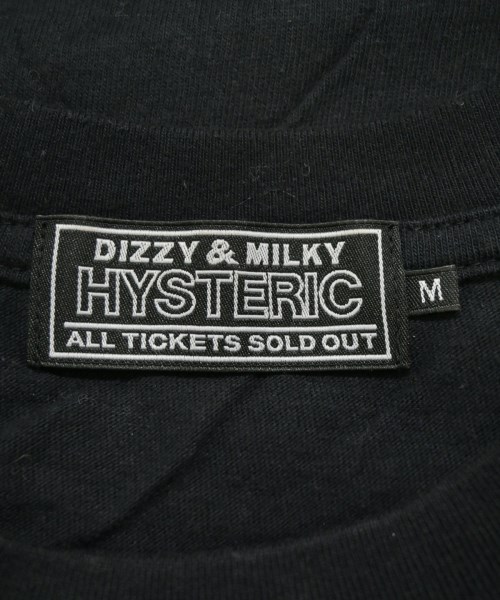 DIZZY & MILKY
HYSTERIC
ALL TICKETS SOLD OUT
M